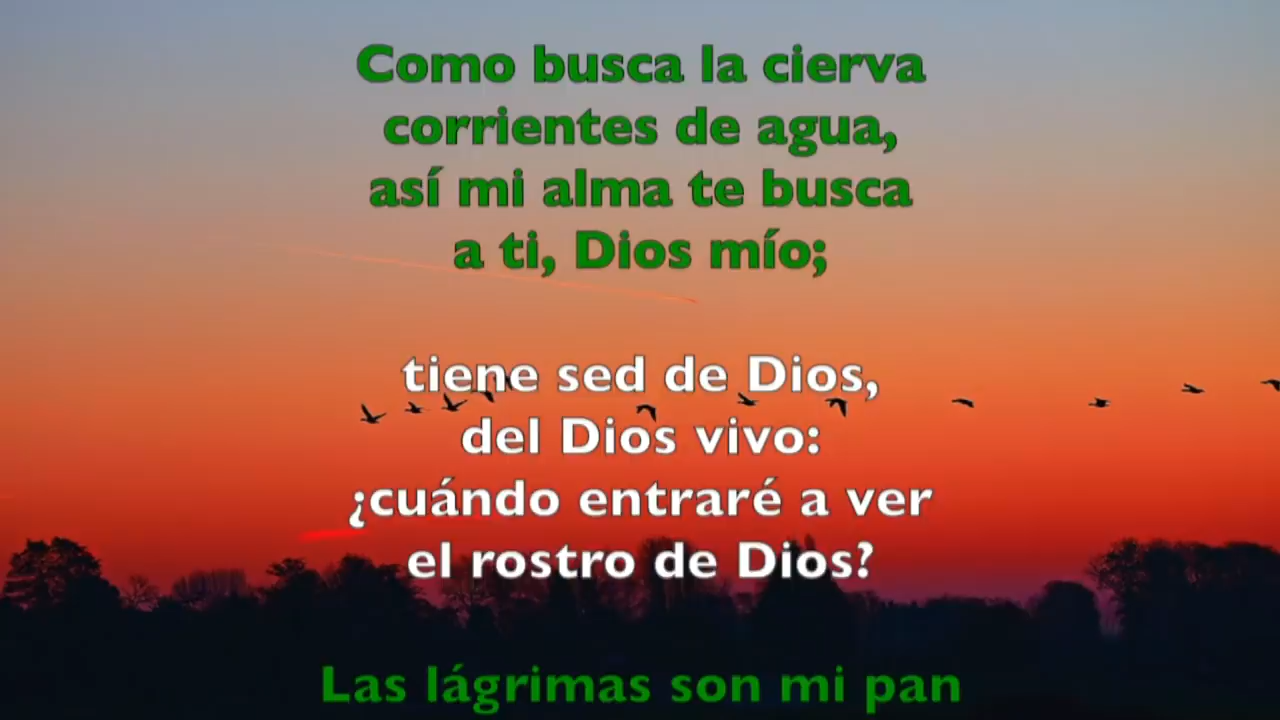 Como busca la cierva
corrientes de agua,
así mi alma te busca
a ti, Dios mío;
tiene sed de Dios,
del Dios vivo:
¿cuándo entraré a ver
el rostro de Dios?
Las lágrimas son mi pan